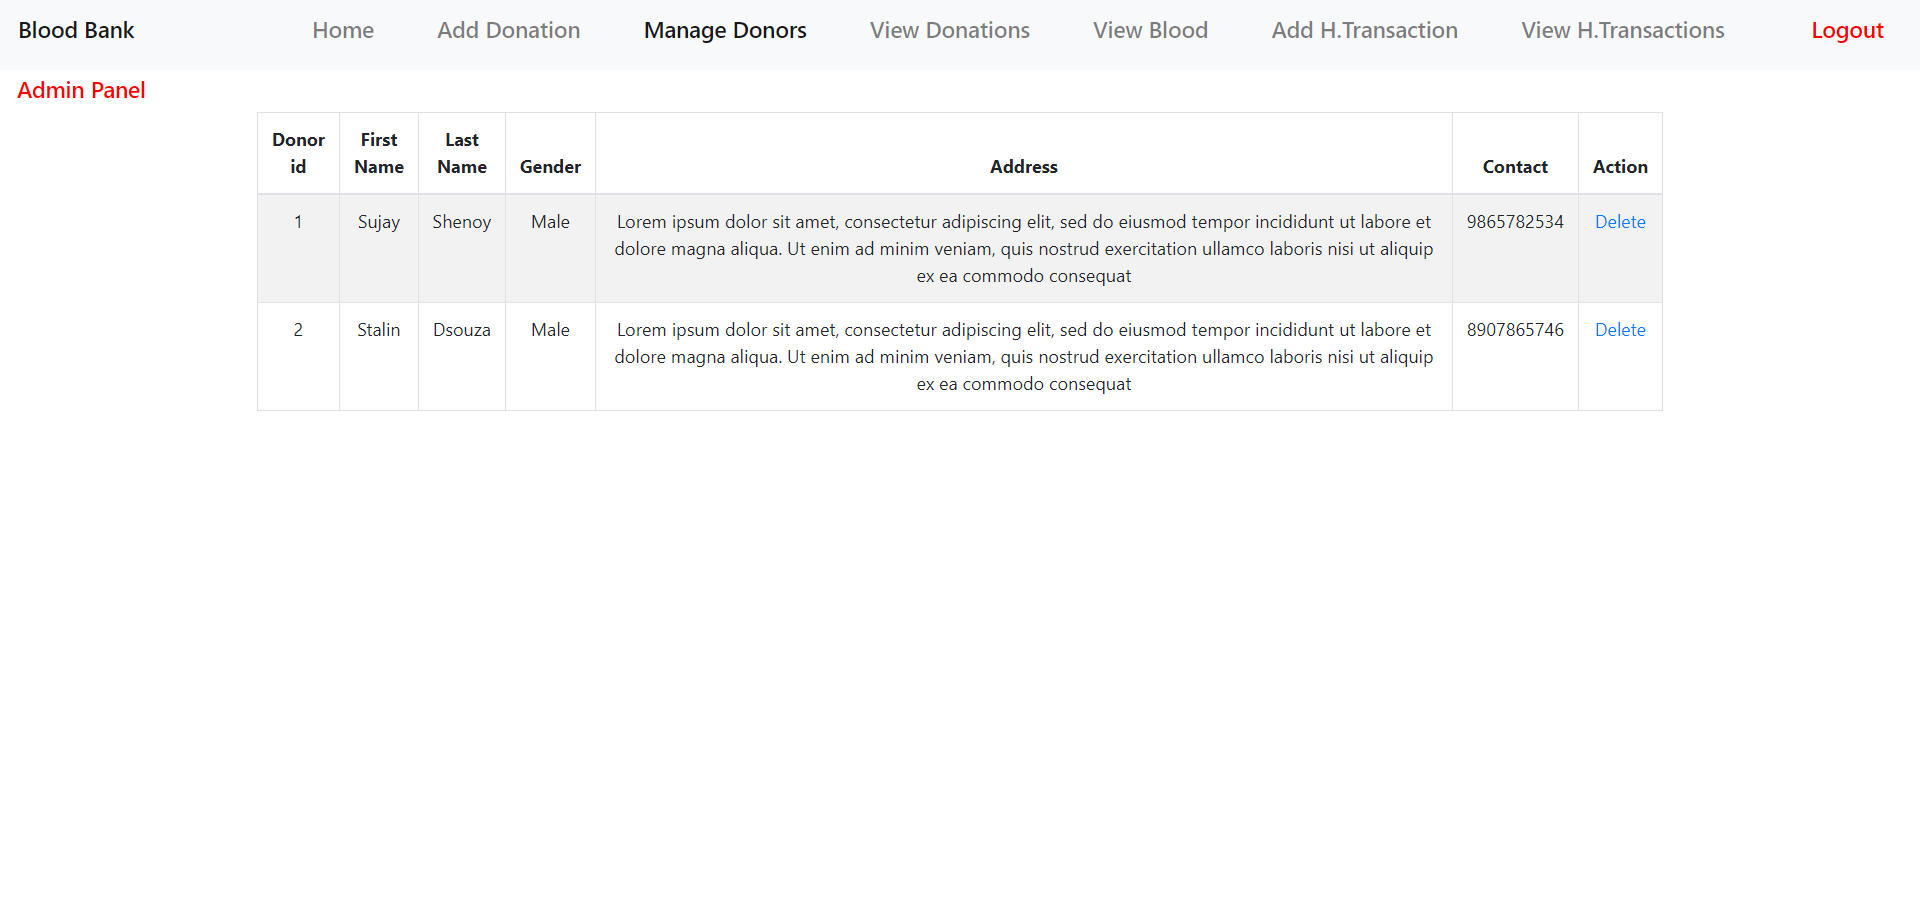 Blood Bank Home Add Donation Manage Donors View Donations View Blood Add H.Transaction View H.Transactions Logout
Admin Panel
Donor id First Name Last Name Gender Address Contact Action
1 Sujay Shenoy Male Lorem ipsum dolor sit amet, consectetur adipiscing elit, sed do eiusmod tempor incididunt ut labore et 9865782534 Delete
dolore magna aliqua. Ut enim ad minim veniam, quis nostrud exercitation ullamco laboris nisi ut aliquip
ex ea commodo consequat
2 Stalin Dsouza Male Lorem ipsum dolor sit amet, consectetur adipiscing elit, sed do eiusmod tempor incididunt ut labore et 8907865746 Delete
dolore magna aliqua. Ut enim ad minim veniam, quis nostrud exercitation ullamco laboris nisi ut aliquip
ex ea commodo consequat